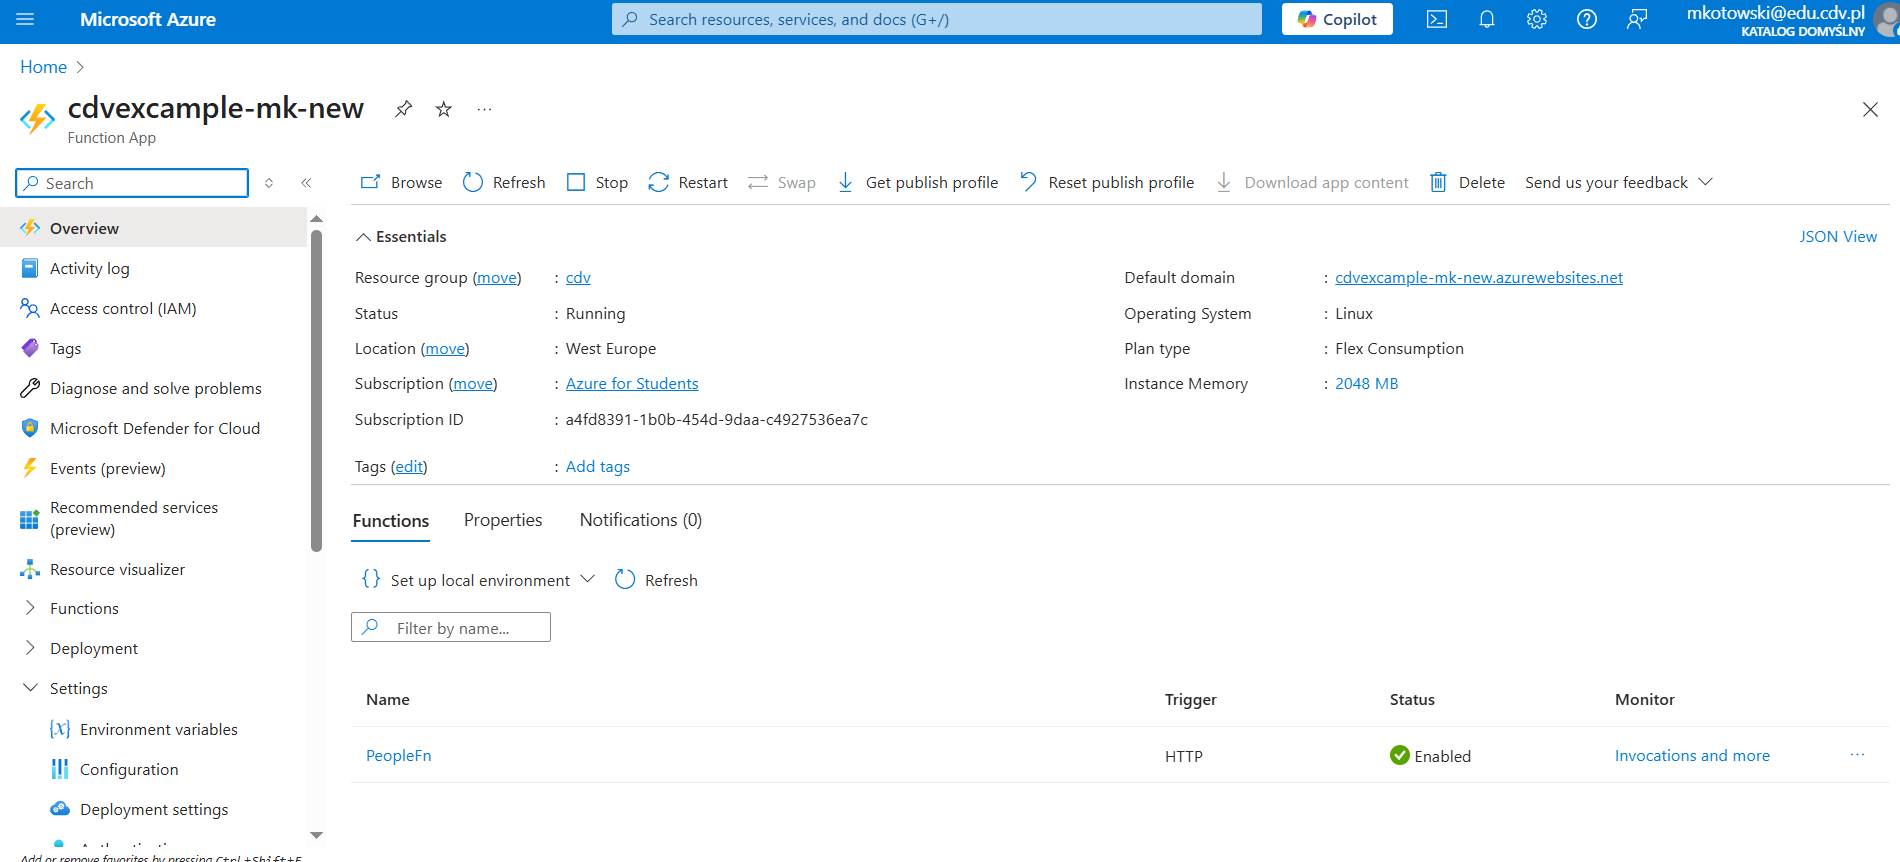 Microsoft Azure
Search resources, services, and docs (G+/)
Copilot
mkotowski@edu.cdv.pl
KATALOG DOMYŚLNY
Home
cdvexcample-mk-new
Function App
Search
Browse
Refresh
Stop
Restart
Swap
Get publish profile
Reset publish profile
Download app content
Delete
Send us your feedback
Overview
Activity log
Access control (IAM)
Tags
Diagnose and solve problems
Microsoft Defender for Cloud
Events (preview)
Recommended services
(preview)
Resource visualizer
Functions
Deployment
Settings
Environment variables
Configuration
Deployment settings
Add or remove favorites by pressing Ctrl+Shift+F
Essentials
JSON View
Resource group (move) : cdv
Status : Running
Location (move) : West Europe
Subscription (move) : Azure for Students
Subscription ID : a4fd8391-1b0b-454d-9daa-c4927536ea7c
Tags (edit) : Add tags
Default domain : cdvexcample-mk-new.azurewebsites.net
Operating System : Linux
Plan type : Flex Consumption
Instance Memory : 2048 MB
Functions
Properties
Notifications (0)
Set up local environment
Refresh
Filter by name...
Name Trigger Status Monitor
PeopleFn HTTP Enabled Invocations and more